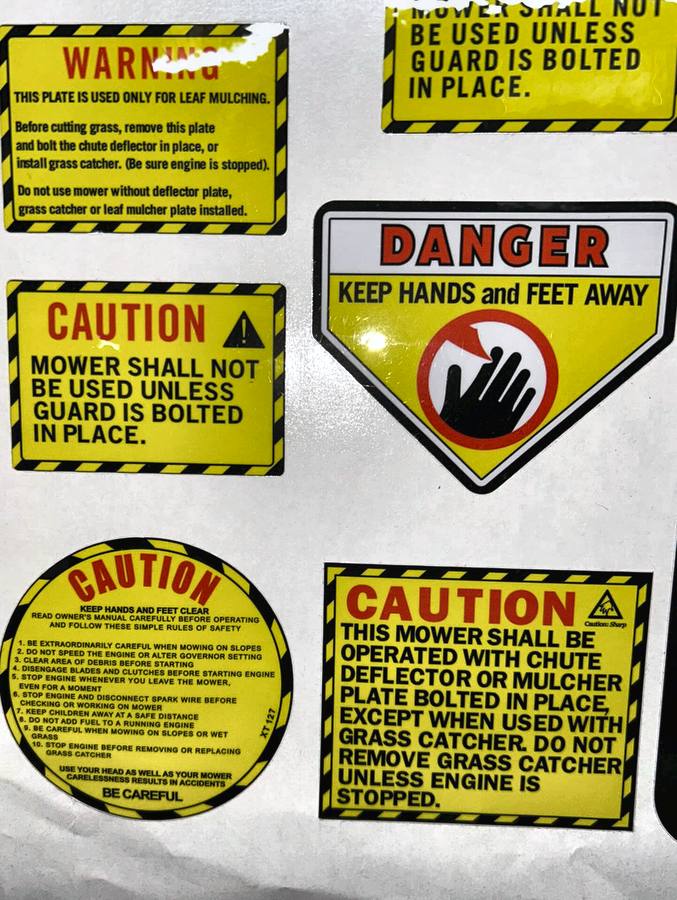 WARNING
THIS PLATE IS USED ONLY FOR LEAF MULCHING.
Before cutting grass, remove this plate
and bolt the chute deflector in place, or
install grass catcher. (Be sure engine is stopped).
Do not use mower without deflector plate,
grass catcher or leaf mulcher plate installed.
MOWER SHALL NOT
BE USED UNLESS
GUARD IS BOLTED
IN PLACE.
CAUTION
MOWER SHALL NOT
BE USED UNLESS
GUARD IS BOLTED
IN PLACE.
DANGER
KEEP HANDS and FEET AWAY
CAUTION
KEEP HANDS AND FEET CLEAR
READ OWNER'S MANUAL CAREFULLY BEFORE OPERATING
AND FOLLOW THESE SIMPLE RULES OF SAFETY
1. BE EXTRAORDINARILY CAREFUL WHEN MOWING ON SLOPES
2. DO NOT SPEED THE ENGINE OR ALTER GOVERNOR SETTING
3. CLEAR AREA OF DEBRIS BEFORE STARTING
4. DISENGAGE BLADES AND CLUTCHES BEFORE STARTING ENGINE
5. STOP ENGINE WHENEVER YOU LEAVE THE MOWER,
EVEN FOR A MOMENT
6. STOP ENGINE AND DISCONNECT SPARK WIRE BEFORE
CHECKING OR WORKING ON MOWER
7. KEEP CHILDREN AWAY AT A SAFE DISTANCE
8. DO NOT ADD FUEL TO A RUNNING ENGINE
9. BE CAREFUL WHEN MOWING ON SLOPES OR WET
GRASS
10. STOP ENGINE BEFORE REMOVING OR REPLACING
GRASS CATCHER
USE YOUR HEAD AS WELL AS YOUR MOWER
CARELESSNESS RESULTS IN ACCIDENTS
BE CAREFUL
XT127
CAUTION
Caution: Sharp
THIS MOWER SHALL BE
OPERATED WITH CHUTE
DEFLECTOR OR MULCHER
PLATE BOLTED IN PLACE,
EXCEPT WHEN USED WITH
GRASS CATCHER. DO NOT
REMOVE GRASS CATCHER
UNLESS ENGINE IS
STOPPED.